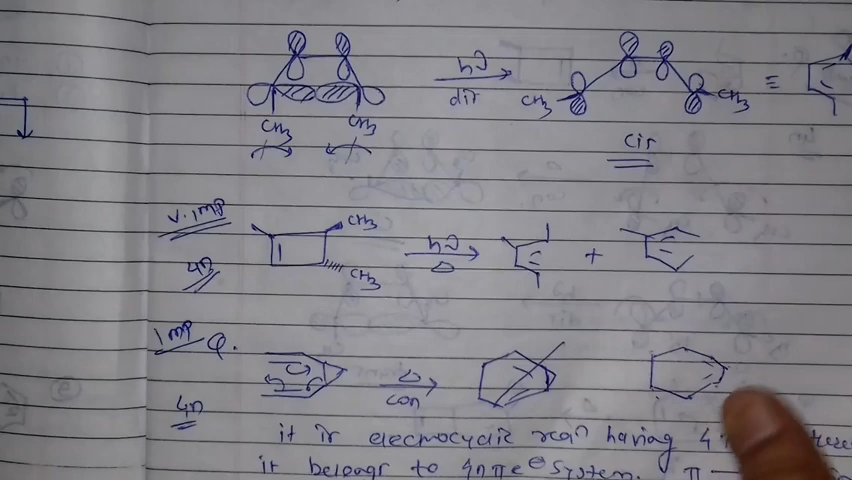 hν
dis
CH3 CH3 ≡
CH3 CH3
cis
V. imp
CH3
hν
4n
CH3
Δ
+
Imp Q.
Δ
con
4n
it is electrocyclic reacn having 4
it belongs to 4nπe⊖ system. π